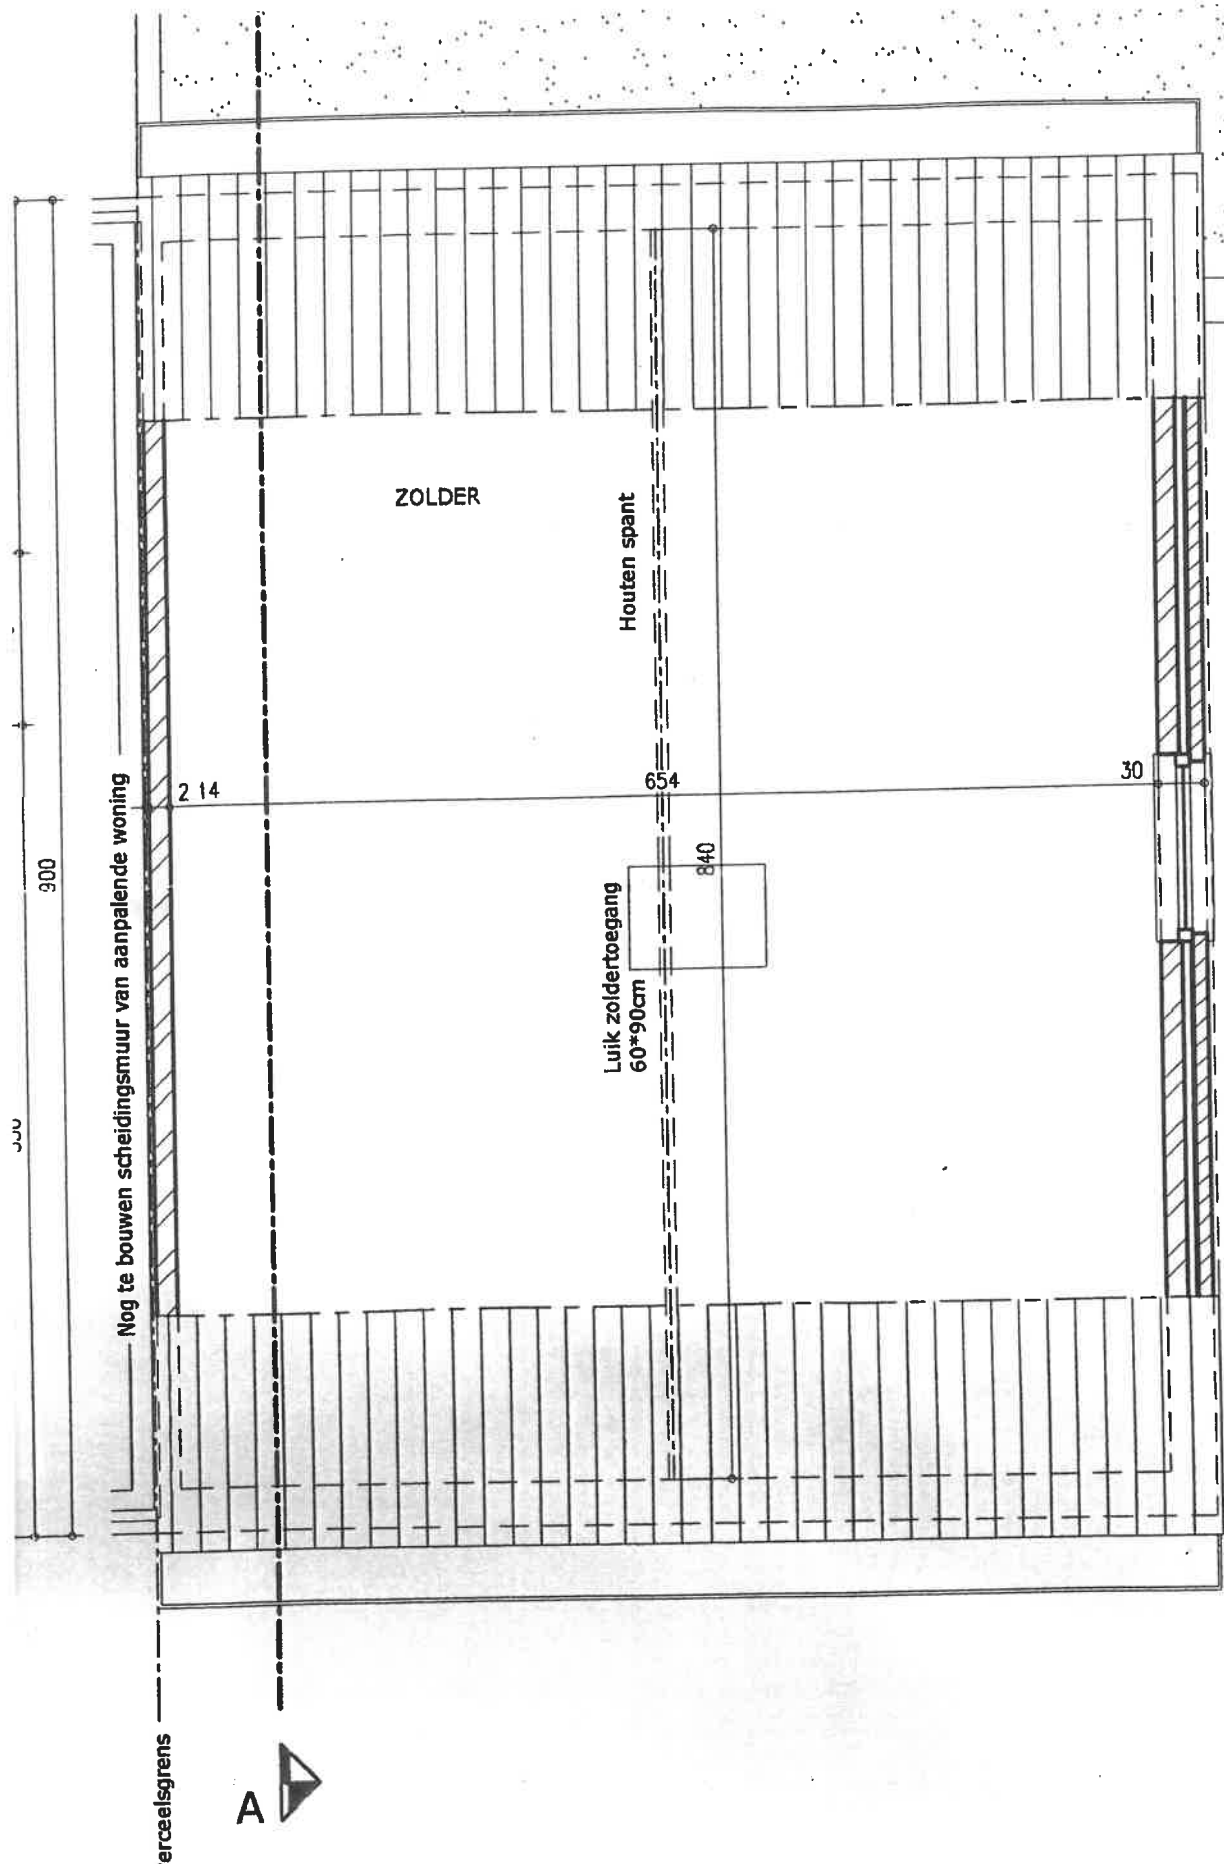 ZOLDER
Houten spant
2 14
654
30
840
900
Luik zoldertoegang
60*90cm
Nog te bouwen scheidingsmuur van aanpalende woning
erceelsgrens
A